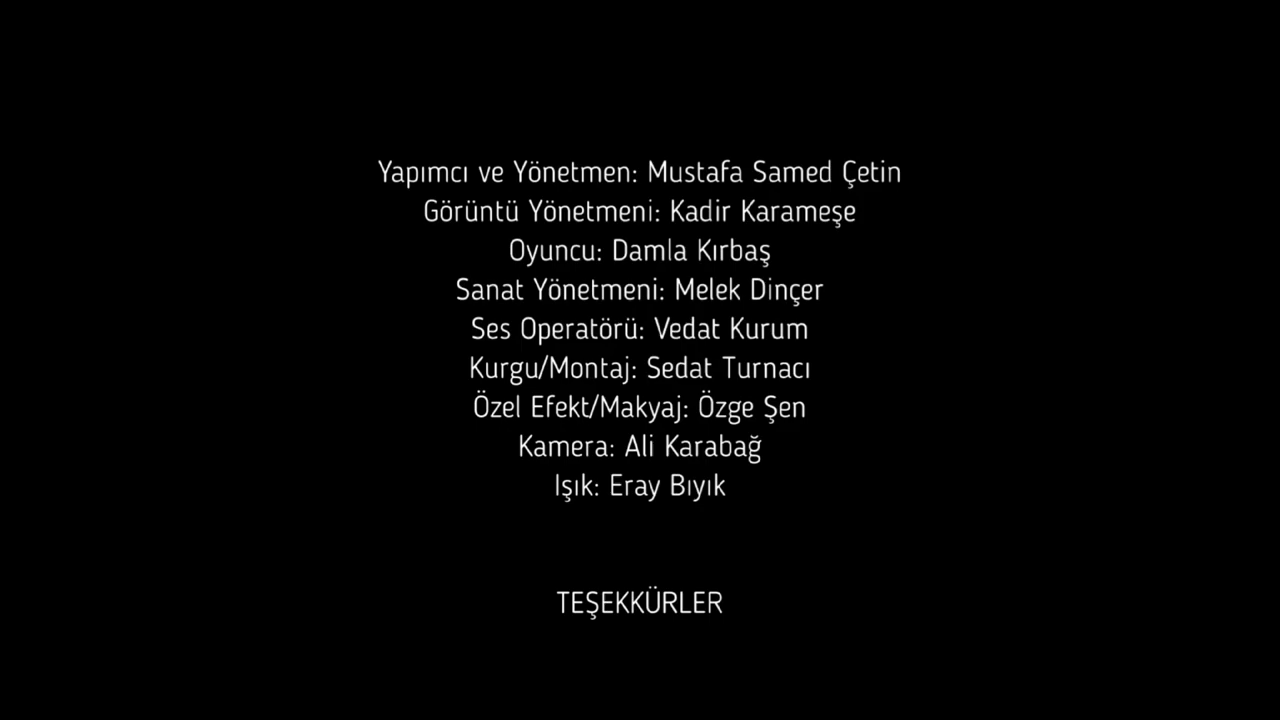 Yapımcı ve Yönetmen: Mustafa Samed Çetin
Görüntü Yönetmeni: Kadir Karameşe
Oyuncu: Damla Kırbaş
Sanat Yönetmeni: Melek Dinçer
Ses Operatörü: Vedat Kurum
Kurgu/Montaj: Sedat Turnacı
Özel Efekt/Makyaj: Özge Şen
Kamera: Ali Karabağ
Işık: Eray Bıyık
TEŞEKKÜRLER